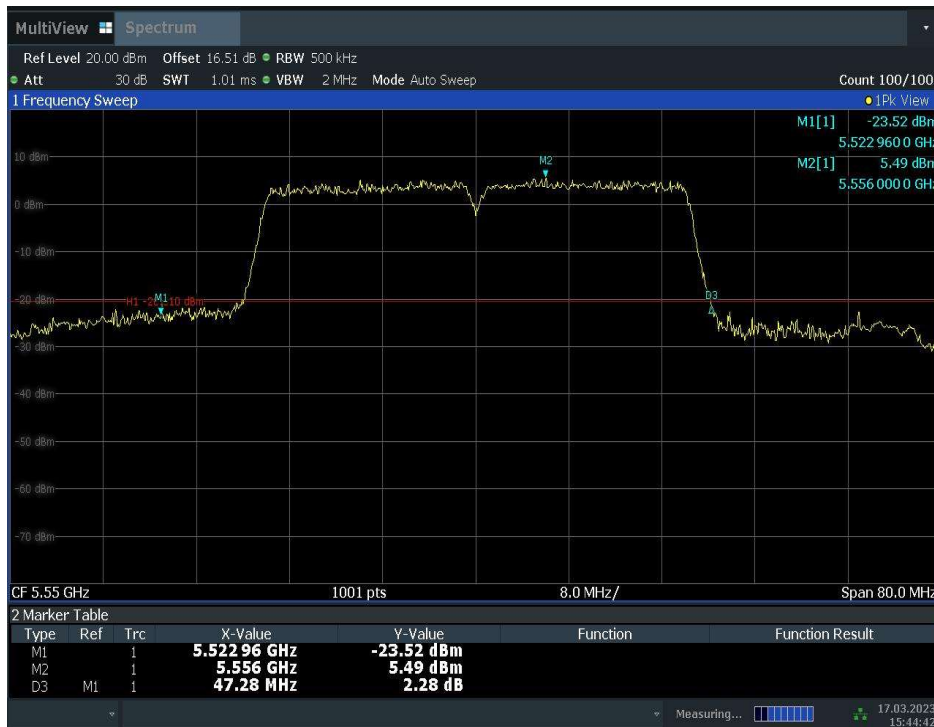 MultiView Spectrum
Ref Level 20.00 dBm Offset 16.51 dB RBW 500 kHz
Att 30 dB SWT 1.01 ms VBW 2 MHz Mode Auto Sweep Count 100/100
1 Frequency Sweep 1Pk View
M1[1] -23.52 dBm
5.522 960 0 GHz
10 dBm M2 M2[1] 5.49 dBm
5.556 000 0 GHz
0 dBm
-10 dBm
-20 dBm M1 D3
-30 dBm
-40 dBm
-50 dBm
-60 dBm
-70 dBm
CF 5.55 GHz 1001 pts 8.0 MHz/ Span 80.0 MHz
2 Marker Table
Type Ref Trc X-Value Y-Value Function Function Result
M1 1 5.522 96 GHz -23.52 dBm
M2 1 5.556 GHz 5.49 dBm
D3 M1 1 47.28 MHz 2.28 dB
Measuring... 17.03.2023
15:44:42